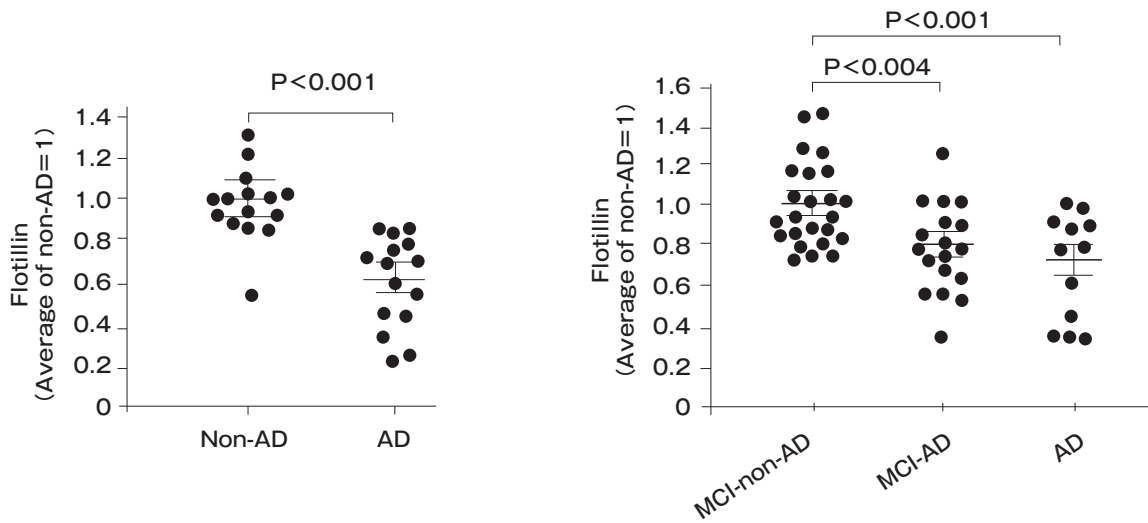 P<0.001
1.4
1.2
1.0
0.8
0.6
0.4
0.2
0
Flotillin
(Average of non-AD=1)
Non-AD
AD
P<0.001
P<0.004
1.6
1.4
1.2
1.0
0.8
0.6
0.4
0.2
0
Flotillin
(Average of non-AD=1)
MCI-non-AD
MCI-AD
AD